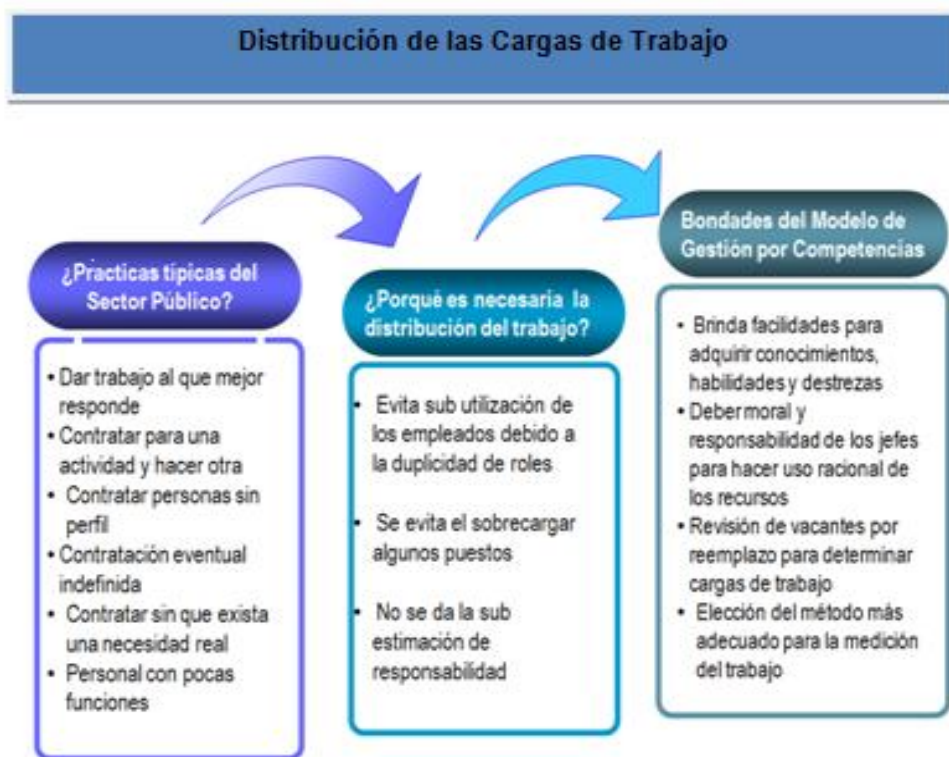 Distribución de las Cargas de Trabajo
¿Practicas típicas del
Sector Público?
• Dar trabajo al que mejor
responde
• Contratar para una
actividad y hacer otra
• Contratar personas sin
perfil
• Contratación eventual
indefinida
• Contratar sin que exista
una necesidad real
• Personal con pocas
funciones
¿Porqué es necesaria la
distribución del trabajo?
• Evita sub utilización de
los empleados debido a
la duplicidad de roles
• Se evita el sobrecargar
algunos puestos
• No se da la sub
estimación de
responsabilidad
Bondades del Modelo de
Gestión por Competencias
• Brinda facilidades para
adquirir conocimientos,
habilidades y destrezas
• Deber moral y
responsabilidad de los jefes
para hacer uso racional de
los recursos
• Revisión de vacantes por
reemplazo para determinar
cargas de trabajo
• Elección del método más
adecuado para la medición
del trabajo